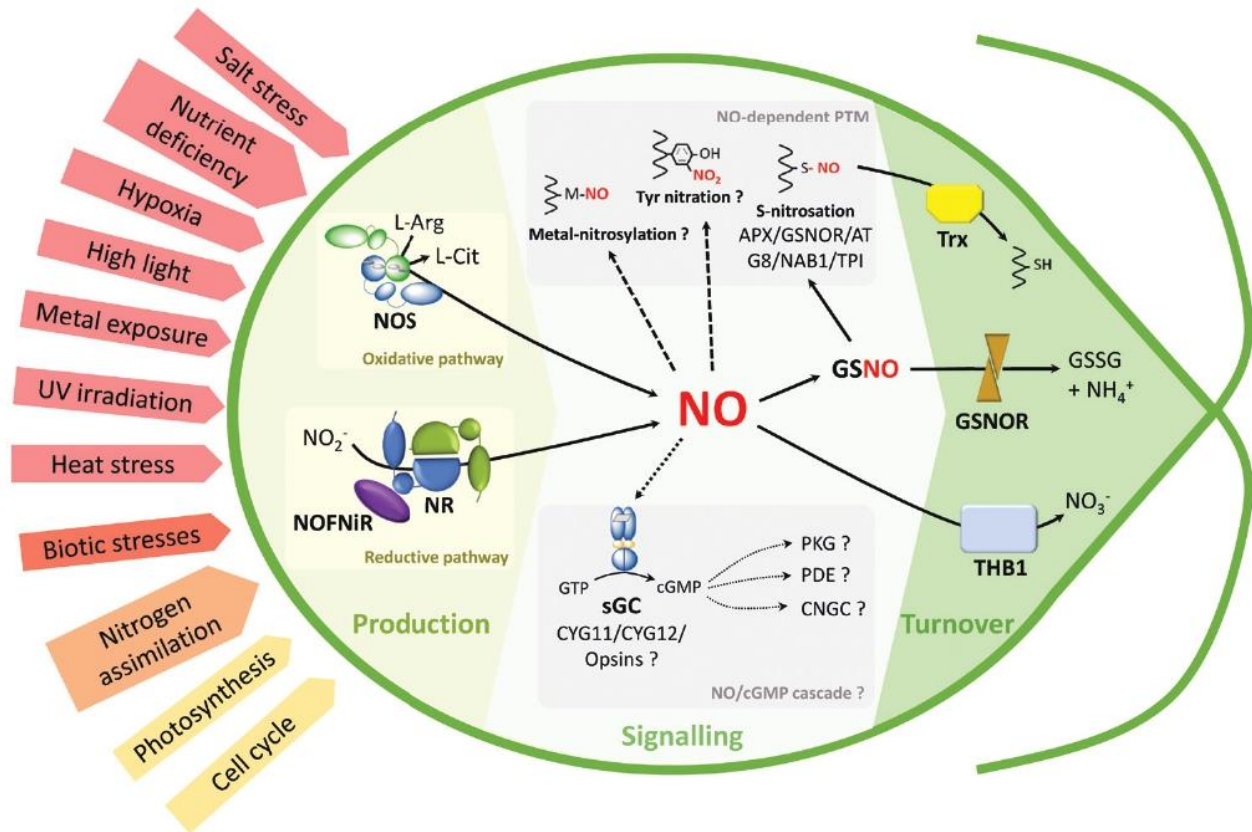 Salt stress
Nutrient
deficiency
Hypoxia
High light
Metal exposure
UV irradiation
Heat stress
Biotic stresses
Nitrogen
assimilation
Photosynthesis
Cell cycle
L-Arg
L-Cit
NOS
Oxidative pathway
NO₂⁻
NR
NOFNiR
Reductive pathway
Production
NO-dependent PTM
M-NO
Metal-nitrosylation ?
OH
NO₂
Tyr nitration ?
S- NO
S-nitrosation
APX/GSNOR/AT
G8/NAB1/TPI
NO
GSNO
GTP
cGMP
sGC
CYG11/CYG12/
Opsins ?
PKG ?
PDE ?
CNGC ?
NO/cGMP cascade ?
Signalling
Trx
SH
GSSG
+ NH₄⁺
GSNOR
NO₃⁻
THB1
Turnover